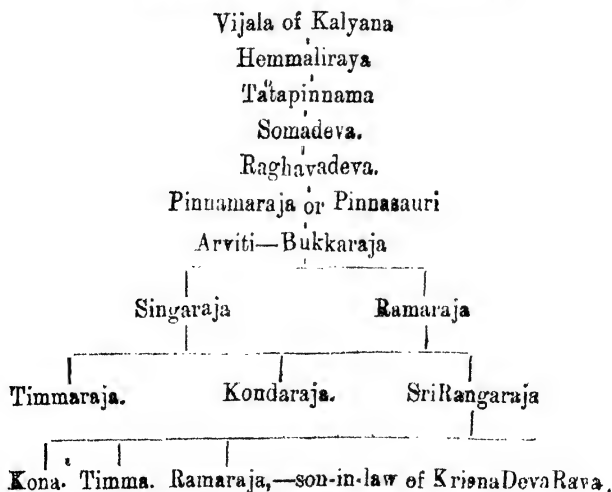 Vijala of Kalyana
Hemmaliraya
Tatapinnama
Somadeva.
Raghavadeva.
Pinnamaraja or Pinnasauri
Arviti—Bukkaraja
Singaraja Ramaraja
Timmaraja. Kondaraja. SriRangaraja
Kona. Timma. Ramaraja,—son-in-law of KrisnaDevaRaya.